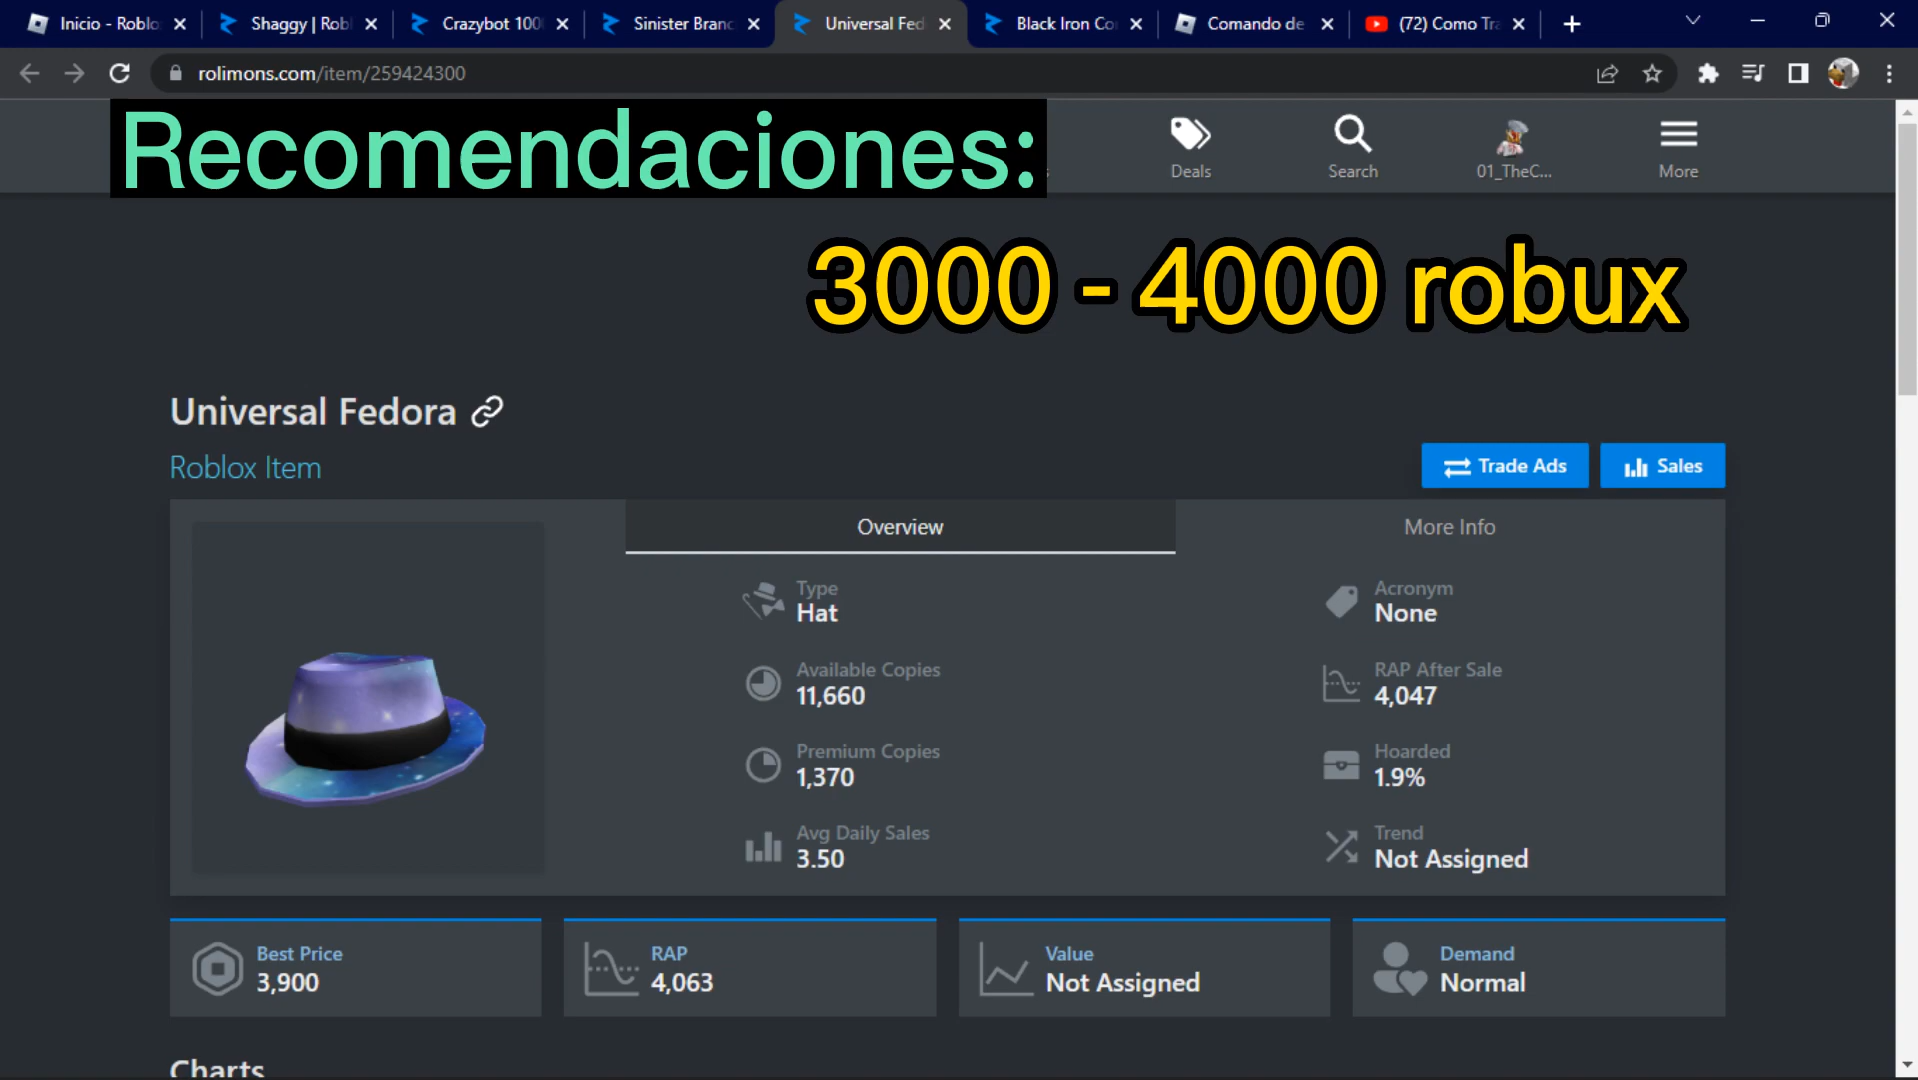 Inicio - Roblo
Shaggy | Robl
Crazybot 100
Sinister Branc
Universal Fed
Black Iron Co
Comando de
(72) Como Tra
rolimons.com/item/259424300
Recomendaciones:
Deals
Search
01_TheC...
More
3000 - 4000 robux
Universal Fedora
Roblox Item
Trade Ads
Sales
Overview
More Info
Type
Hat
Acronym
None
Available Copies
11,660
RAP After Sale
4,047
Premium Copies
1,370
Hoarded
1.9%
Avg Daily Sales
3.50
Trend
Not Assigned
Best Price
3,900
RAP
4,063
Value
Not Assigned
Demand
Normal
Charts